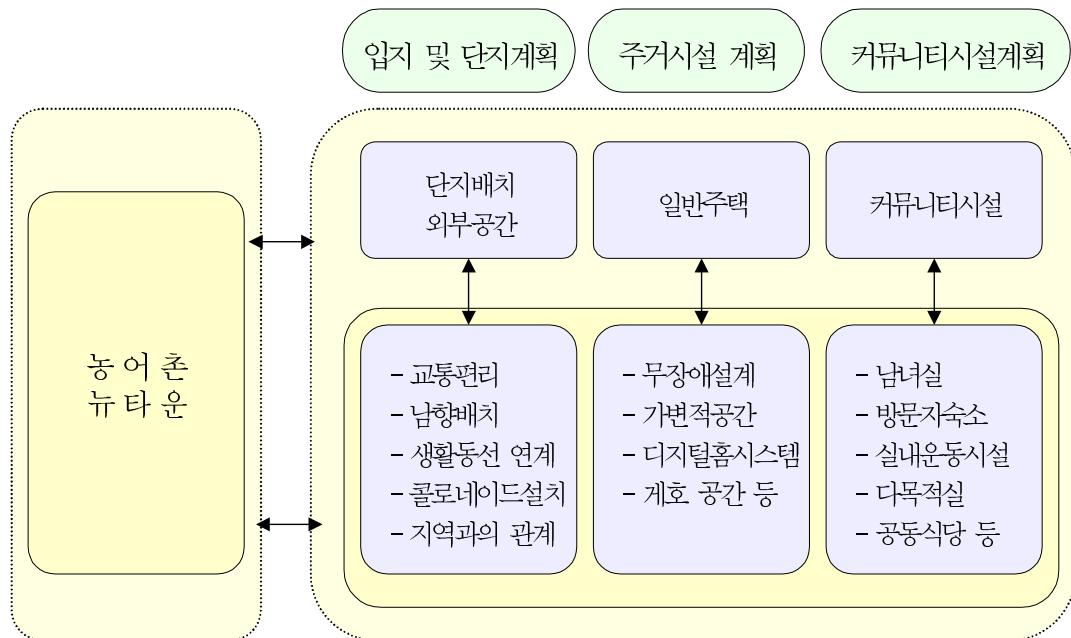 입지 및 단지계획
주거시설 계획
커뮤니티시설계획
단지배치
외부공간
일반주택
커뮤니티시설
농 어 촌
뉴 타 운
- 교통편리
- 남향배치
- 생활동선 연계
- 콜로네이드설치
- 지역과의 관계
- 무장애설계
- 가변적공간
- 디지털홈시스템
- 게호 공간 등
- 남녀실
- 방문자숙소
- 실내운동시설
- 다목적실
- 공동식당 등